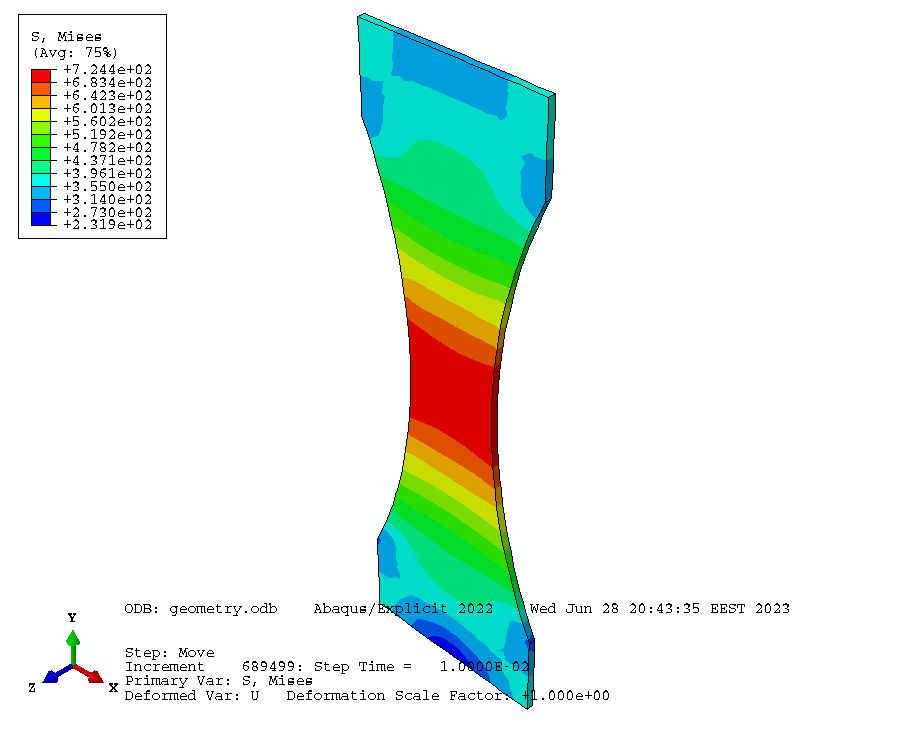 S, Mises
(Avg: 75%)
+7.244e+02
+6.834e+02
+6.423e+02
+6.013e+02
+5.602e+02
+5.192e+02
+4.782e+02
+4.371e+02
+3.961e+02
+3.550e+02
+3.140e+02
+2.730e+02
+2.319e+02
ODB: geometry.odb Abaqus/Explicit 2022 Wed Jun 28 20:43:35 EEST 2023
Y
Z
X
Step: Move
Increment 689499: Step Time = 1.0000E-02
Primary Var: S, Mises
Deformed Var: U Deformation Scale Factor: +1.000e+00